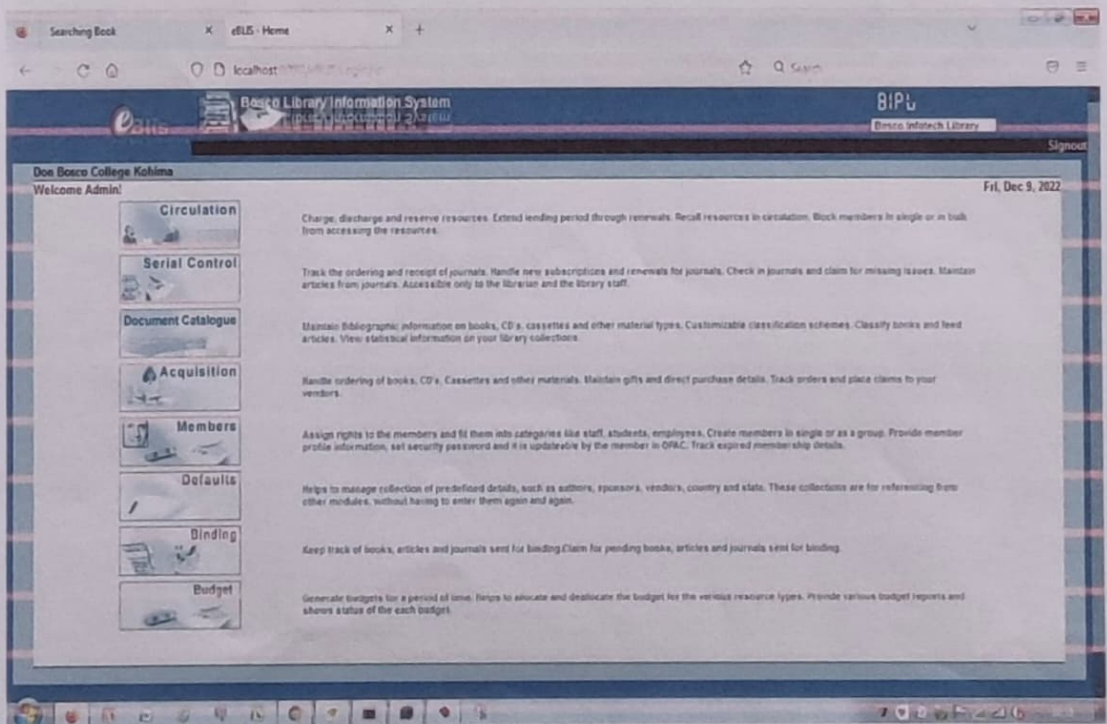 Searching Book
eBLIS - Home
localhost
Search
eBlis
Bosco Library Information System
BIPL
Bosco Infotech Library
Signout
Don Bosco College Kohima
Welcome Admin!
Fri, Dec 9, 2022
Circulation
Charge, discharge and reserve resources. Extend lending period through renewals. Recall resources in circulation. Block members in single or in bulk
from accessing the resources.
Serial Control
Track the ordering and receipt of journals. Handle new subscriptions and renewals for journals. Check in journals and claim for missing issues. Maintain
articles from journals. Accessible only to the librarian and the library staff.
Document Catalogue
Maintain Bibliographic information on books, CD's, cassettes and other material types. Customizable classification schemes. Classify books and feed
articles. View statistical information on your library collections.
Acquisition
Handle ordering of books, CD's, Cassettes and other materials. Maintain gifts and direct purchase details. Track orders and place claims to your
vendors.
Members
Assign rights to the members and fit them into categories like staff, students, employees. Create members in single or as a group. Provide member
profile information, set security password and it is updateable by the member in OPAC. Track expired membership details.
Defaults
Helps to manage collection of predefined details, such as authors, sponsors, vendors, country and state. These collections are for referencing from
other modules, without having to enter them again and again.
Binding
Keep track of books, articles and journals sent for binding.Claim for pending books, articles and journals sent for binding.
Budget
Generate budgets for a period of time. Helps to allocate and deallocate the budget for the various resource types. Provide various budget reports and
shows status of the each budget.